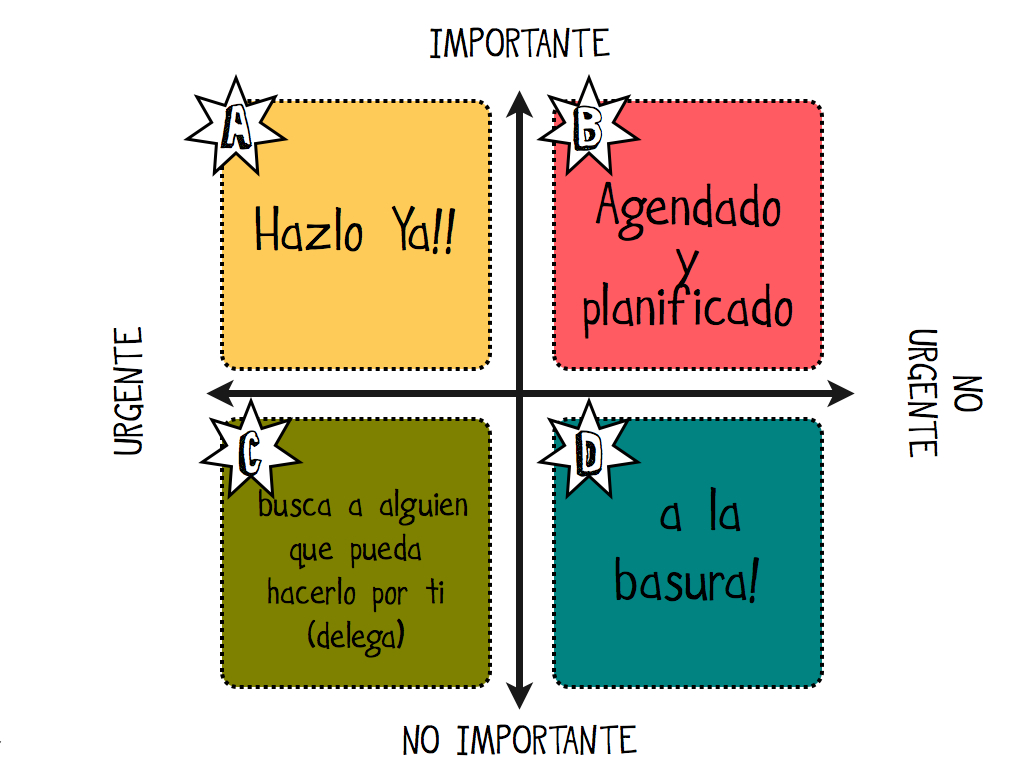 IMPORTANTE
A
Hazlo Ya!!
B
Agendado
y
planificado
URGENTE
NO
URGENTE
C
busca a alguien
que pueda
hacerlo por ti
(delega)
D
a la
basura!
NO IMPORTANTE